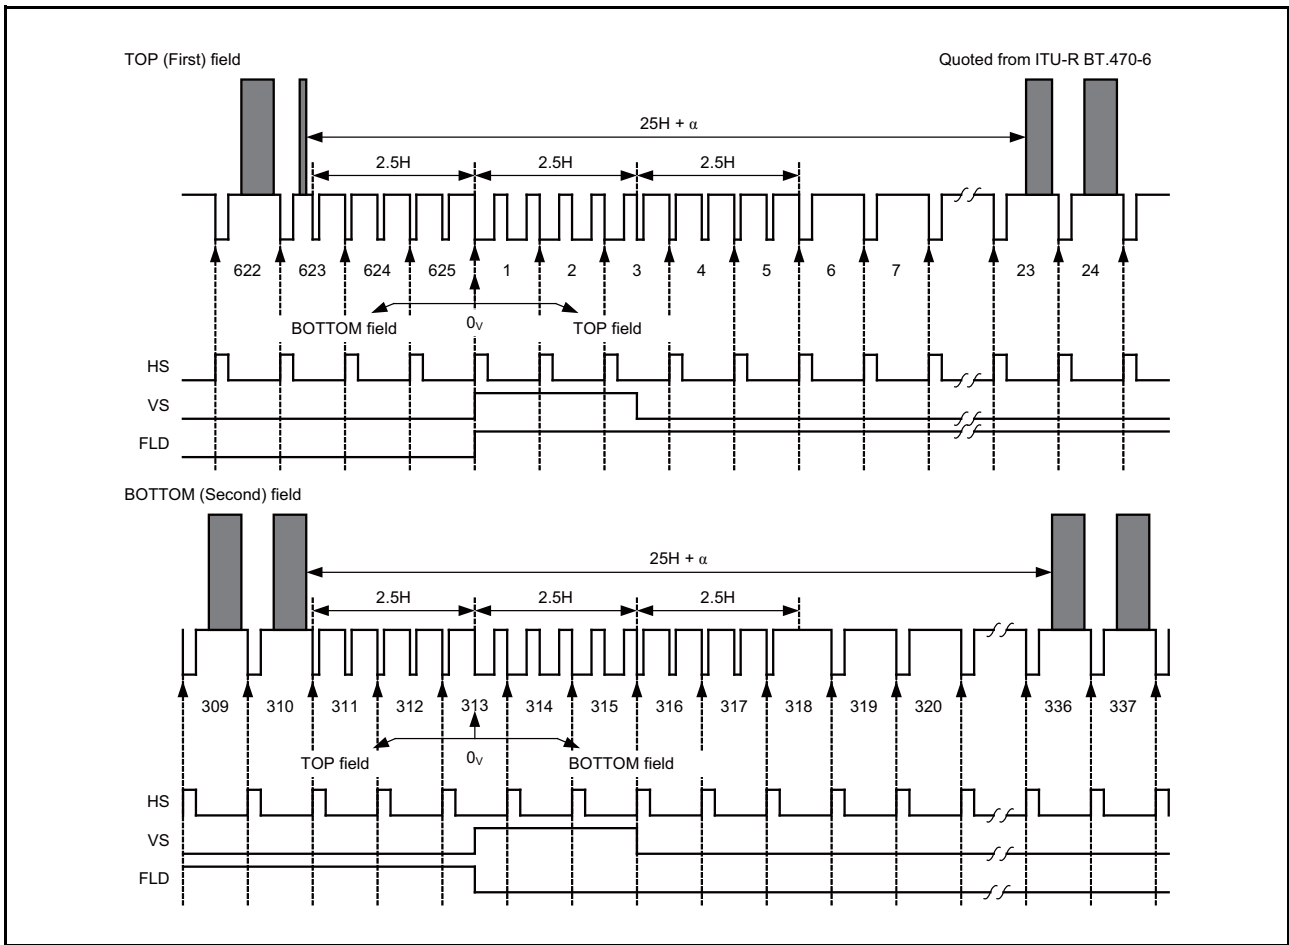 TOP (First) field
Quoted from ITU-R BT.470-6
25H + α
2.5H 2.5H 2.5H
622 623 624 625 1 2 3 4 5 6 7 23 24
BOTTOM field 0V TOP field
HS
VS
FLD
BOTTOM (Second) field
25H + α
2.5H 2.5H 2.5H
309 310 311 312 313 314 315 316 317 318 319 320 336 337
TOP field 0V BOTTOM field
HS
VS
FLD